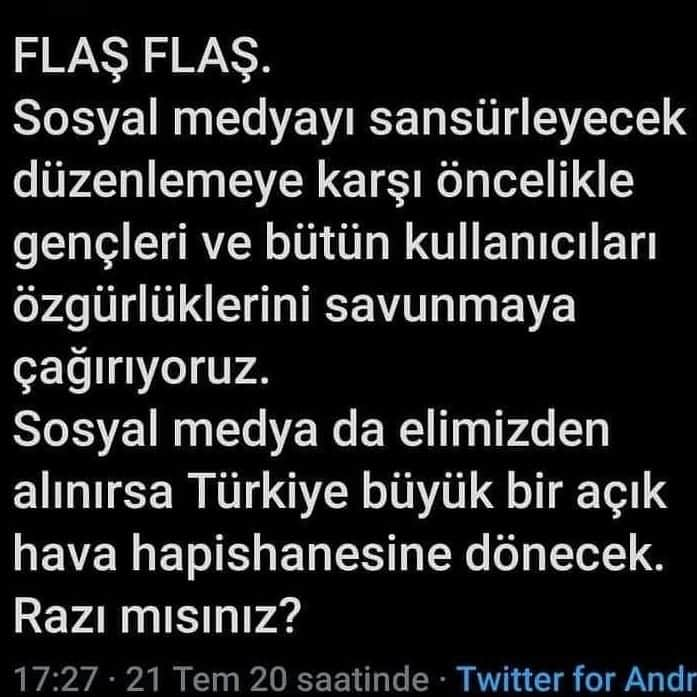 FLAŞ FLAŞ.
Sosyal medyayı sansürleyecek
düzenlemeye karşı öncelikle
gençleri ve bütün kullanıcıları
özgürlüklerini savunmaya
çağırıyoruz.
Sosyal medya da elimizden
alınırsa Türkiye büyük bir açık
hava hapishanesine dönecek.
Razı mısınız?
17:27 · 21 Tem 20 saatinde · Twitter for Andr